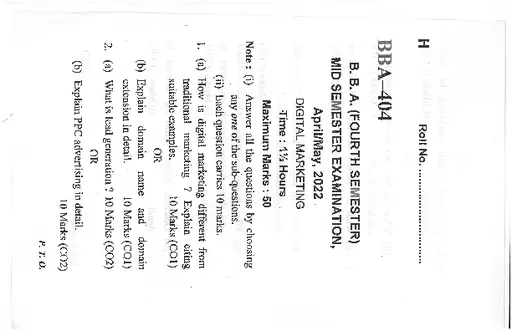 H
Roll No. ..............................
BBA–404
B. B. A. (FOURTH SEMESTER)
MID SEMESTER EXAMINATION,
April/May, 2022
DIGITAL MARKETING
Time : 1½ Hours
Maximum Marks : 50
Note : (i) Answer all the questions by choosing
any one of the sub-questions.
(ii) Each question carries 10 marks.
1. (a) How is digital marketing different from
traditional marketing ? Explain citing
suitable examples. 10 Marks (CO1)
OR
(b) Explain domain name and domain
extension in detail. 10 Marks (CO1)
2. (a) What is lead generation ? 10 Marks (CO2)
OR
(b) Explain PPC advertising in detail.
10 Marks (CO2)
P. T. O.